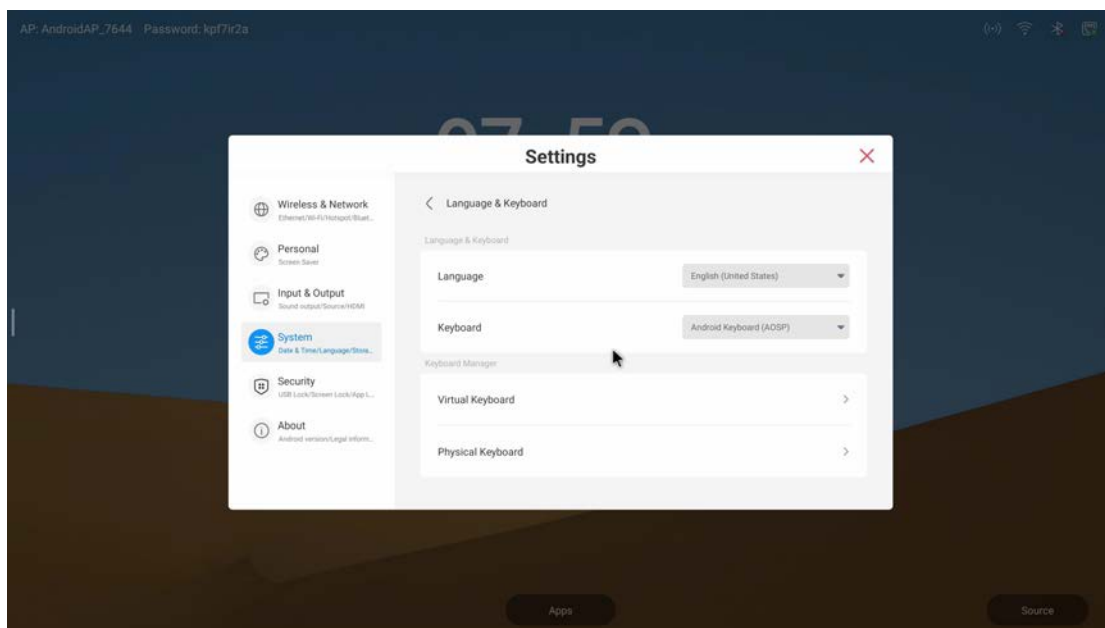 AP: AndroidAP_7644 Password: kpf7ir2a
Settings
Wireless & Network
Ethernet/Wi-Fi/Hotspot/Bluet...
Personal
Screen Saver
Input & Output
Sound output/Source/HDMI
System
Date & Time/Language/Stora...
Security
USB Lock/Screen Lock/App L...
About
Android version/Legal inform...
Language & Keyboard
Language & Keyboard
Language
English (United States)
Keyboard
Android Keyboard (AOSP)
Keyboard Manager
Virtual Keyboard
Physical Keyboard
Apps
Source